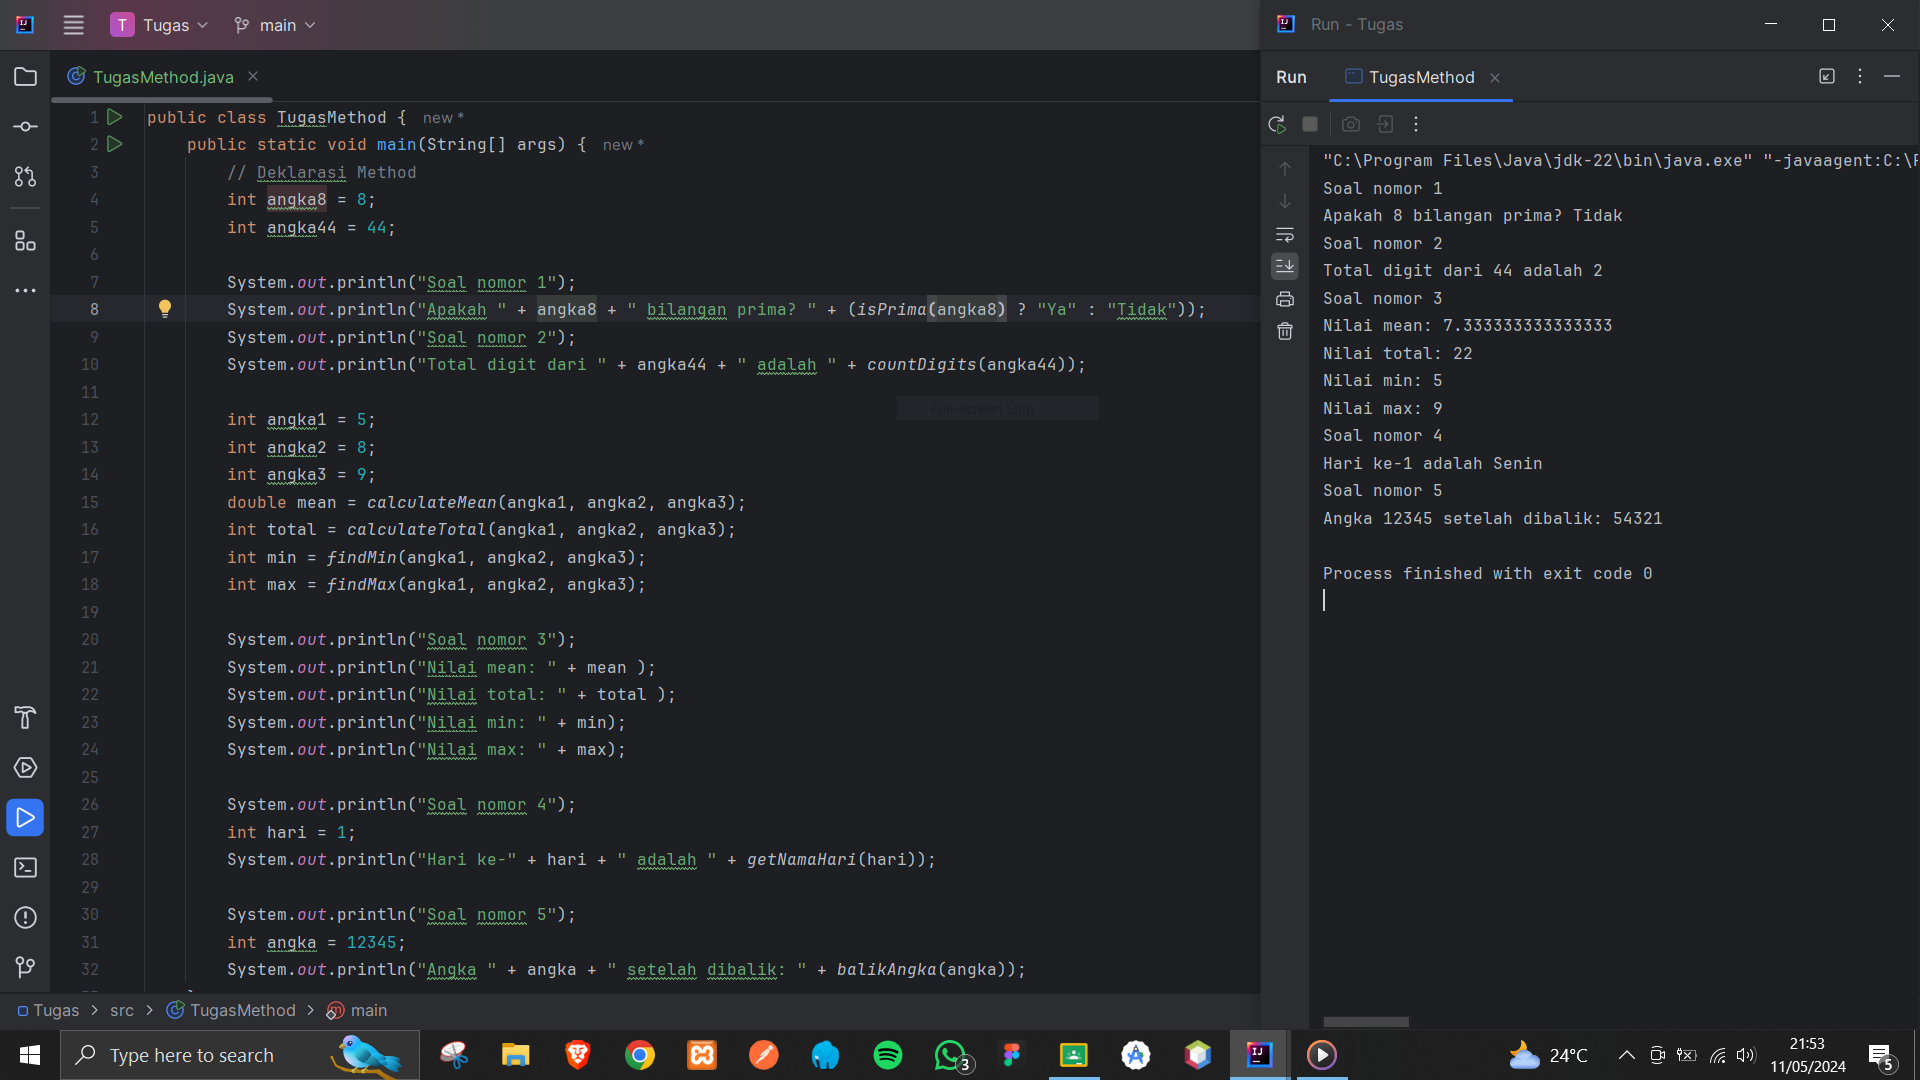 T Tugas main
TugasMethod.java
1 public class TugasMethod { new *
2 public static void main(String[] args) { new *
3 // Deklarasi Method
4 int angka8 = 8;
5 int angka44 = 44;
6
7 System.out.println("Soal nomor 1");
8 System.out.println("Apakah " + angka8 + " bilangan prima? " + (isPrima(angka8) ? "Ya" : "Tidak"));
9 System.out.println("Soal nomor 2");
10 System.out.println("Total digit dari " + angka44 + " adalah " + countDigits(angka44));
11
Full-screen Snip
12 int angka1 = 5;
13 int angka2 = 8;
14 int angka3 = 9;
15 double mean = calculateMean(angka1, angka2, angka3);
16 int total = calculateTotal(angka1, angka2, angka3);
17 int min = findMin(angka1, angka2, angka3);
18 int max = findMax(angka1, angka2, angka3);
19
20 System.out.println("Soal nomor 3");
21 System.out.println("Nilai mean: " + mean );
22 System.out.println("Nilai total: " + total );
23 System.out.println("Nilai min: " + min);
24 System.out.println("Nilai max: " + max);
25
26 System.out.println("Soal nomor 4");
27 int hari = 1;
28 System.out.println("Hari ke-" + hari + " adalah " + getNamaHari(hari));
29
30 System.out.println("Soal nomor 5");
31 int angka = 12345;
32 System.out.println("Angka " + angka + " setelah dibalik: " + balikAngka(angka));
Tugas > src > TugasMethod > main
Run - Tugas
Run TugasMethod
"C:\Program Files\Java\jdk-22\bin\java.exe" "-javaagent:C:\
Soal nomor 1
Apakah 8 bilangan prima? Tidak
Soal nomor 2
Total digit dari 44 adalah 2
Soal nomor 3
Nilai mean: 7.333333333333333
Nilai total: 22
Nilai min: 5
Nilai max: 9
Soal nomor 4
Hari ke-1 adalah Senin
Soal nomor 5
Angka 12345 setelah dibalik: 54321
Process finished with exit code 0
Type here to search
3
24°C
21:53
11/05/2024
5